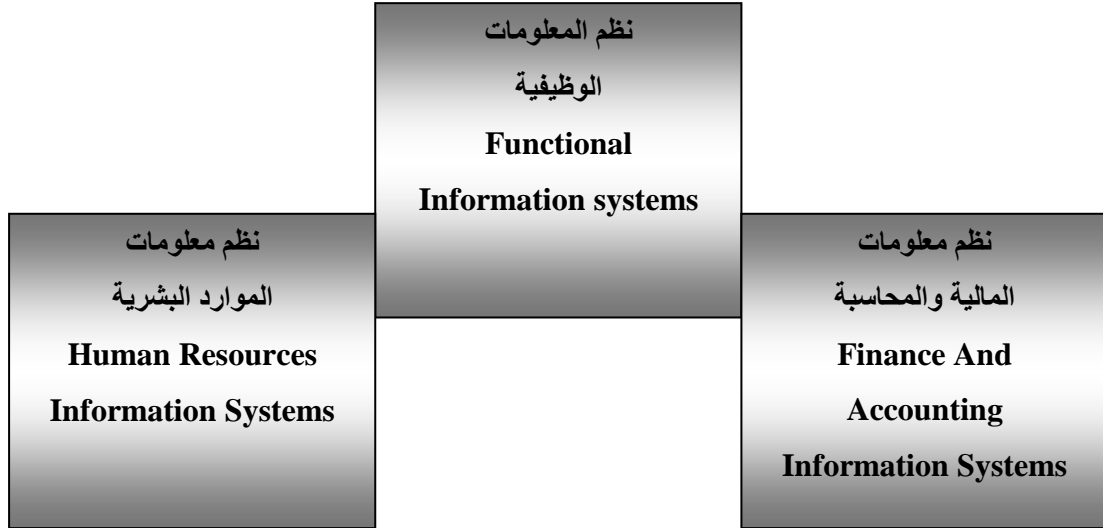 نظم المعلومات
الوظيفية
Functional
Information systems
نظم معلومات
الموارد البشرية
Human Resources
Information Systems
نظم معلومات
المالية والمحاسبة
Finance And
Accounting
Information Systems